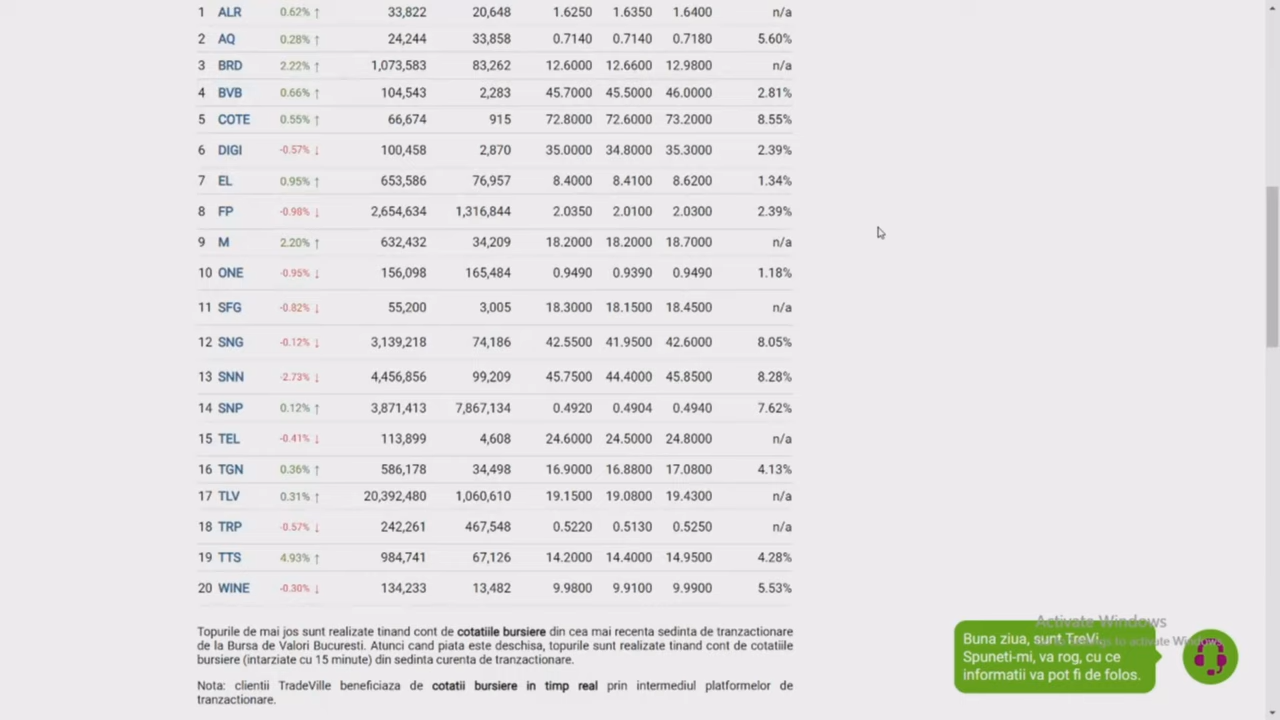 1 ALR 0.62% ↑ 33,822 20,648 1.6250 1.6350 1.6400 n/a
2 AQ 0.28% ↑ 24,244 33,858 0.7140 0.7140 0.7180 5.60%
3 BRD 2.22% ↑ 1,073,583 83,262 12.6000 12.6600 12.9800 n/a
4 BVB 0.66% ↑ 104,543 2,283 45.7000 45.5000 46.0000 2.81%
5 COTE 0.55% ↑ 66,674 915 72.8000 72.6000 73.2000 8.55%
6 DIGI -0.57% ↓ 100,458 2,870 35.0000 34.8000 35.3000 2.39%
7 EL 0.95% ↑ 653,586 76,957 8.4000 8.4100 8.6200 1.34%
8 FP -0.98% ↓ 2,654,634 1,316,844 2.0350 2.0100 2.0300 2.39%
9 M 2.20% ↑ 632,432 34,209 18.2000 18.2000 18.7000 n/a
10 ONE -0.95% ↓ 156,098 165,484 0.9490 0.9390 0.9490 1.18%
11 SFG -0.82% ↓ 55,200 3,005 18.3000 18.1500 18.4500 n/a
12 SNG -0.12% ↓ 3,139,218 74,186 42.5500 41.9500 42.6000 8.05%
13 SNN -2.73% ↓ 4,456,856 99,209 45.7500 44.4000 45.8500 8.28%
14 SNP 0.12% ↑ 3,871,413 7,867,134 0.4920 0.4904 0.4940 7.62%
15 TEL -0.41% ↓ 113,899 4,608 24.6000 24.5000 24.8000 n/a
16 TGN 0.36% ↑ 586,178 34,498 16.9000 16.8800 17.0800 4.13%
17 TLV 0.31% ↑ 20,392,480 1,060,610 19.1500 19.0800 19.4300 n/a
18 TRP -0.57% ↓ 242,261 467,548 0.5220 0.5130 0.5250 n/a
19 TTS 4.93% ↑ 984,741 67,126 14.2000 14.4000 14.9500 4.28%
20 WINE -0.30% ↓ 134,233 13,482 9.9800 9.9100 9.9900 5.53%
Topurile de mai jos sunt realizate tinand cont de cotatiile bursiere din cea mai recenta sedinta de tranzactionare
de la Bursa de Valori Bucuresti. Atunci cand piata este deschisa, topurile sunt realizate tinand cont de cotatiile
bursiere (intarziate cu 15 minute) din sedinta curenta de tranzactionare.
Nota: clientii TradeVille beneficiaza de cotatii bursiere in timp real prin intermediul platformelor de
tranzactionare.
Activate Windows
Buna ziua, sunt TreVi.
to activate
Spuneti-mi, va rog, cu ce
informatii va pot fi de folos.